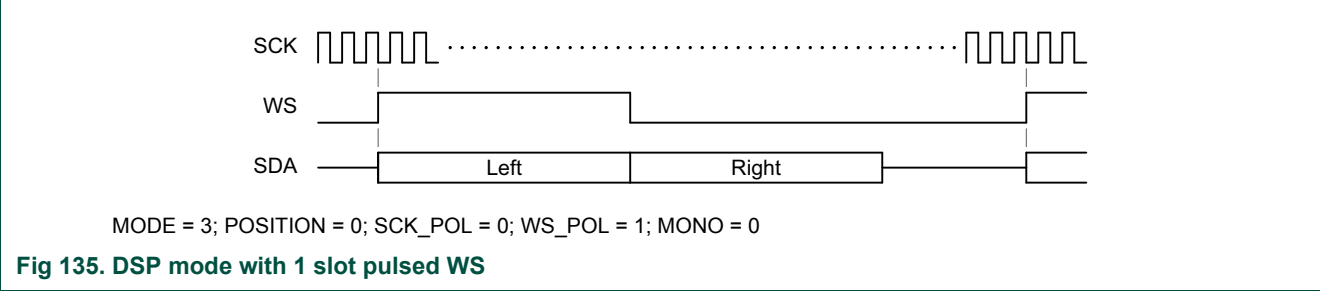 SCK
WS
SDA
Left
Right
MODE = 3; POSITION = 0; SCK_POL = 0; WS_POL = 1; MONO = 0
Fig 135. DSP mode with 1 slot pulsed WS